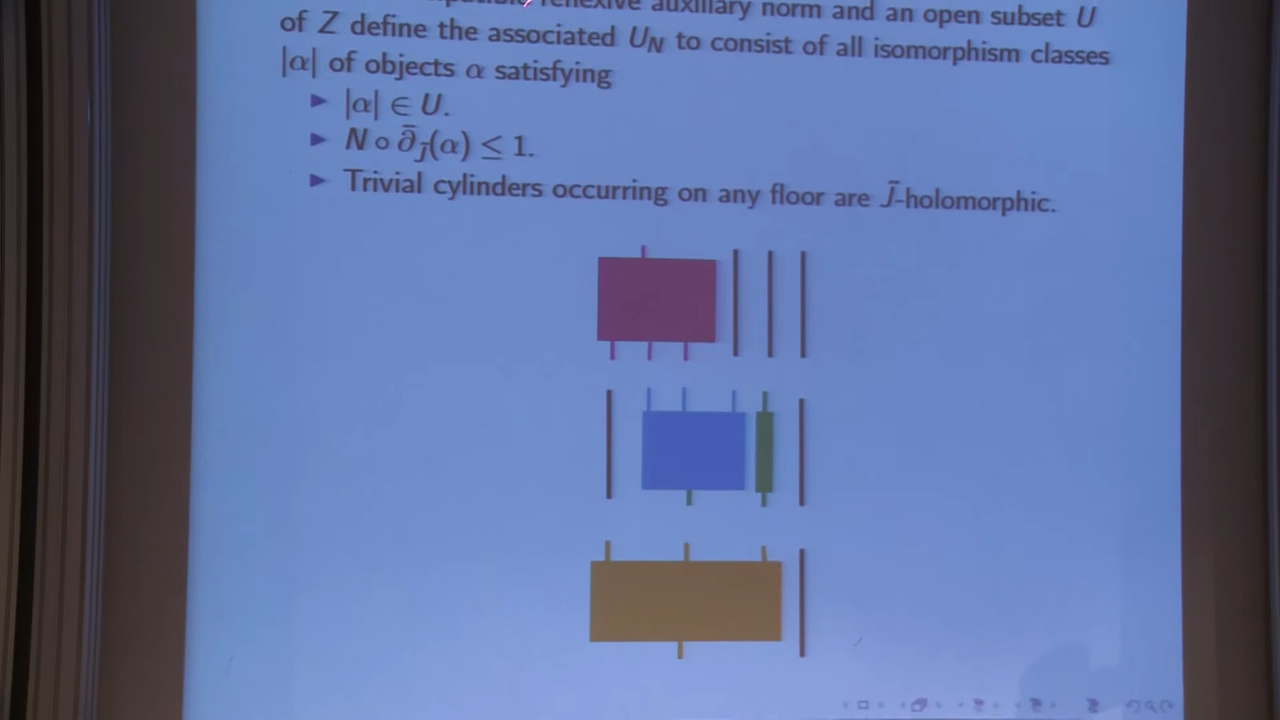 reflexive auxiliary norm and an open subset U
of Z define the associated U_N to consist of all isomorphism classes
|α| of objects α satisfying
▶ |α| ∈ U.
▶ N ∘ ∂̄_J̃(α) ≤ 1.
▶ Trivial cylinders occurring on any floor are J̃-holomorphic.